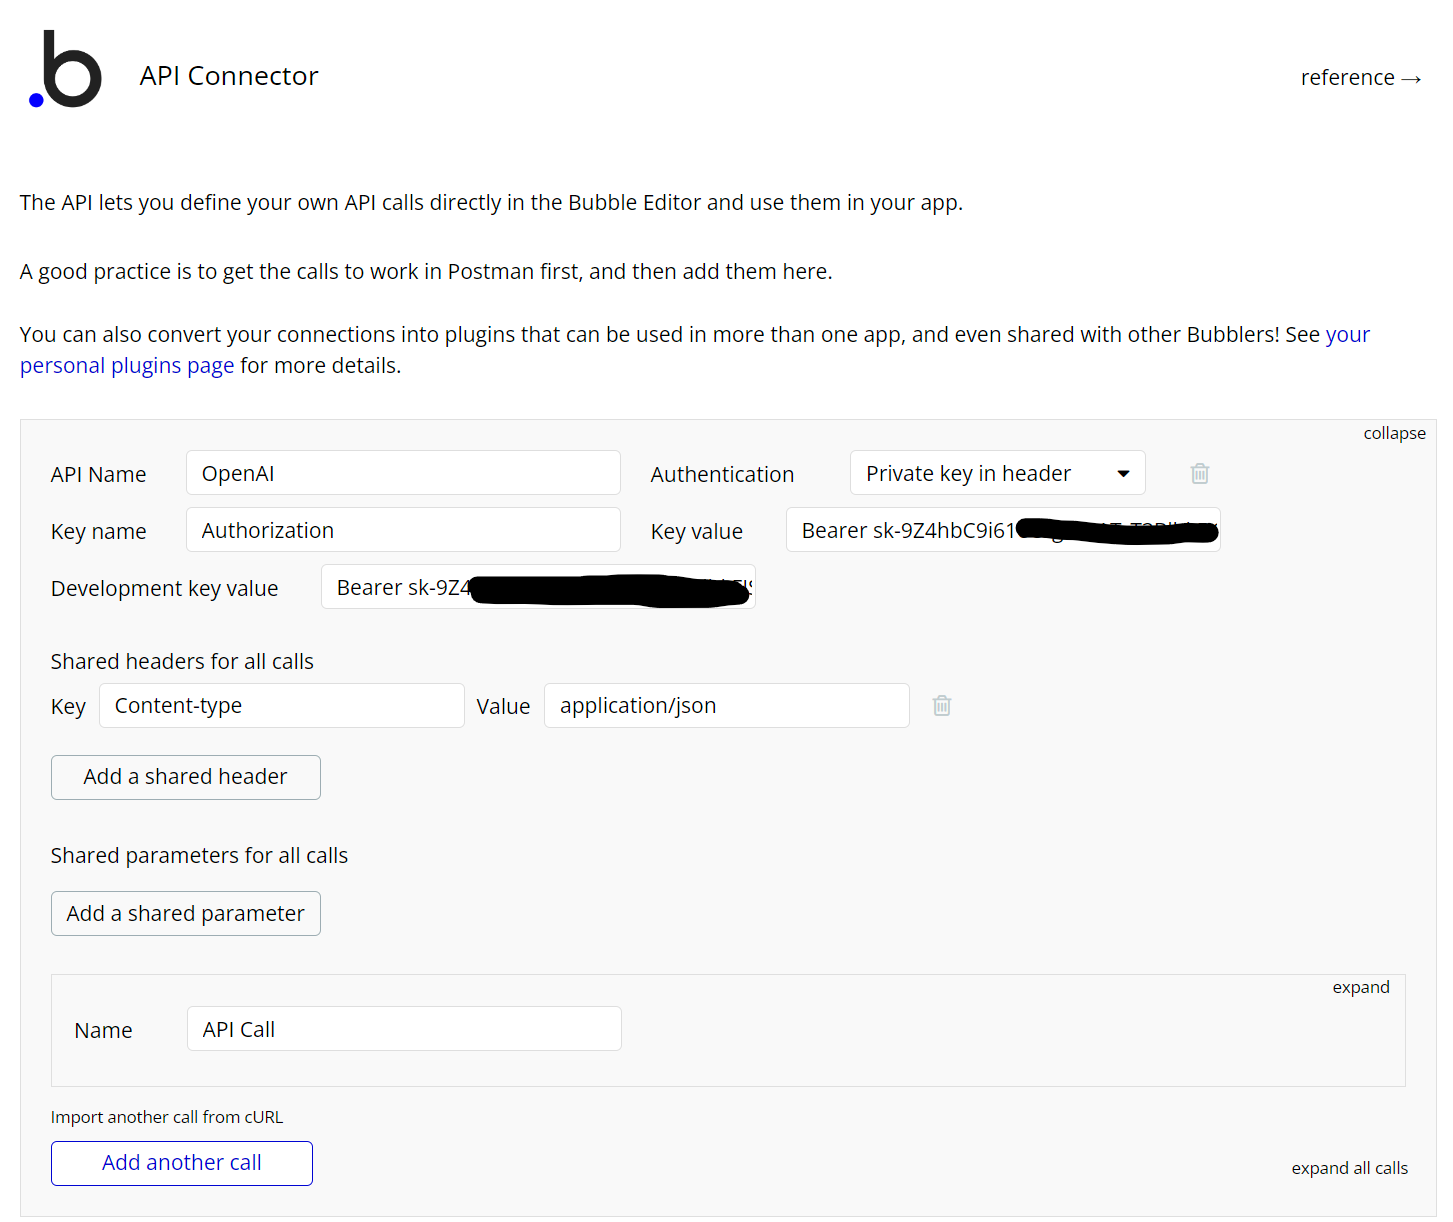 b
API Connector
reference →
The API lets you define your own API calls directly in the Bubble Editor and use them in your app.
A good practice is to get the calls to work in Postman first, and then add them here.
You can also convert your connections into plugins that can be used in more than one app, and even shared with other Bubblers! See your
personal plugins page for more details.
collapse
API Name OpenAI Authentication Private key in header
Key name Authorization Key value Bearer sk-9Z4hbC9i61
Development key value Bearer sk-9Z4
Shared headers for all calls
Key Content-type Value application/json
Add a shared header
Shared parameters for all calls
Add a shared parameter
expand
Name API Call
Import another call from cURL
Add another call
expand all calls